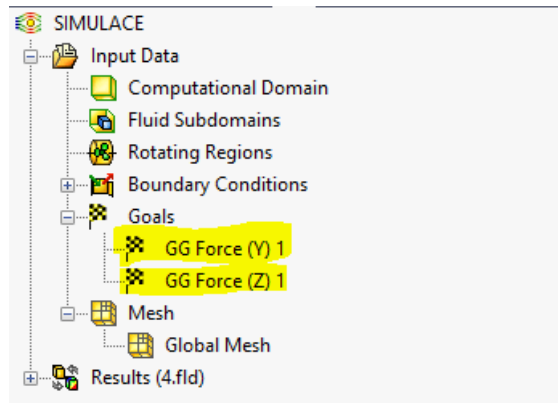 SIMULACE
Input Data
Computational Domain
Fluid Subdomains
Rotating Regions
Boundary Conditions
Goals
GG Force (Y) 1
GG Force (Z) 1
Mesh
Global Mesh
Results (4.fld)